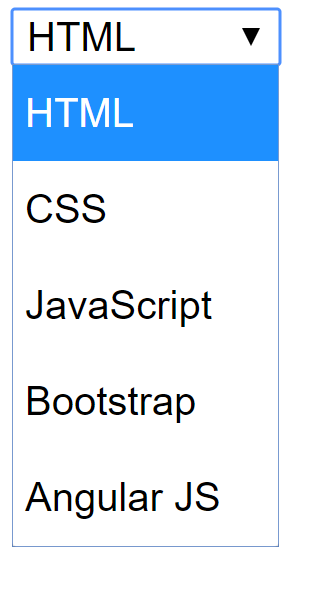 HTML
HTML
CSS
JavaScript
Bootstrap
Angular JS